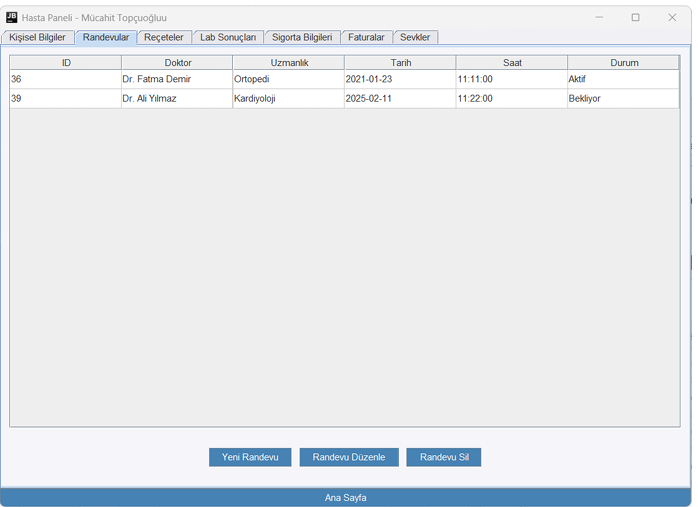 JB Hasta Paneli - Mücahit Topçuoğluu
Kişisel Bilgiler Randevular Reçeteler Lab Sonuçları Sigorta Bilgileri Faturalar Sevkler
ID Doktor Uzmanlık Tarih Saat Durum
36 Dr. Fatma Demir Ortopedi 2021-01-23 11:11:00 Aktif
39 Dr. Ali Yılmaz Kardiyoloji 2025-02-11 11:22:00 Bekliyor
Yeni Randevu Randevu Düzenle Randevu Sil
Ana Sayfa